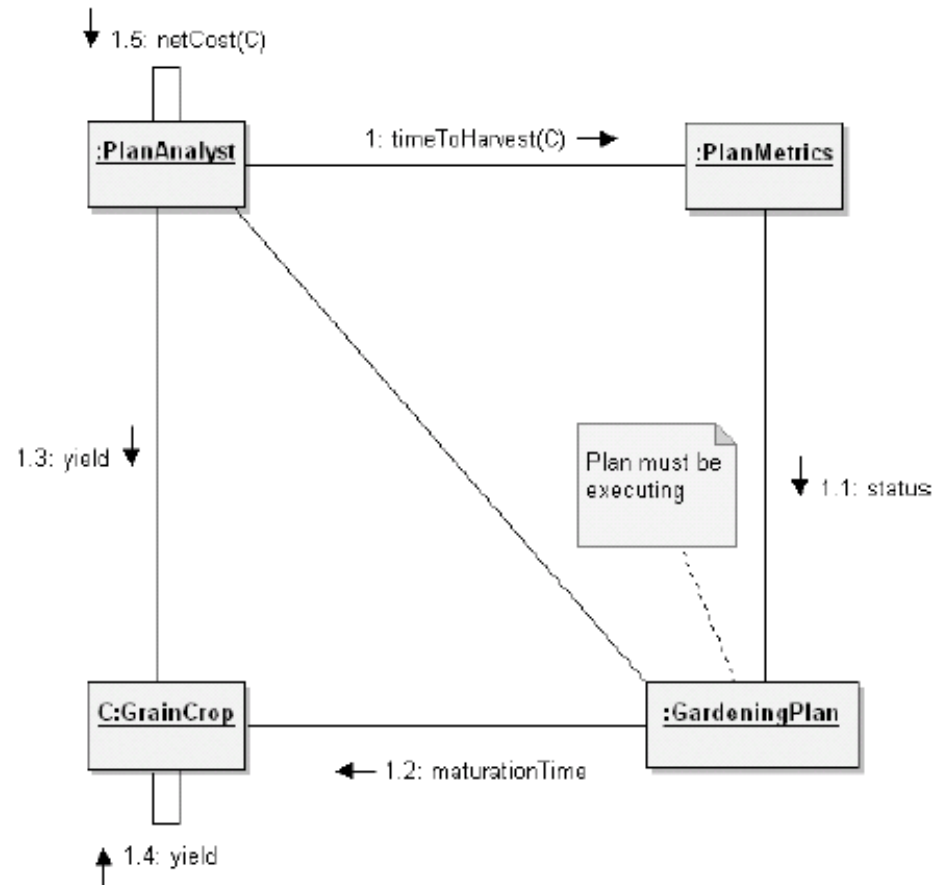 1.5: netCost(C)
:PlanAnalyst
1: timeToHarvest(C)
:PlanMetrics
1.3: yield
Plan must be
executing
1.1: status
C:GrainCrop
:GardeningPlan
1.2: maturationTime
1.4: yield